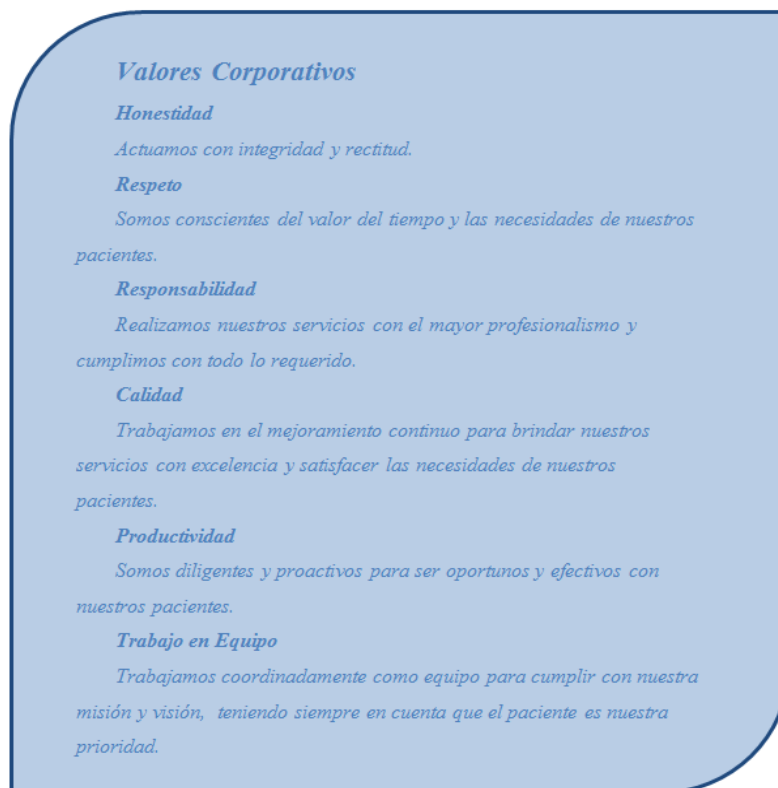 Valores Corporativos
Honestidad
Actuamos con integridad y rectitud.
Respeto
Somos conscientes del valor del tiempo y las necesidades de nuestros
pacientes.
Responsabilidad
Realizamos nuestros servicios con el mayor profesionalismo y
cumplimos con todo lo requerido.
Calidad
Trabajamos en el mejoramiento continuo para brindar nuestros
servicios con excelencia y satisfacer las necesidades de nuestros
pacientes.
Productividad
Somos diligentes y proactivos para ser oportunos y efectivos con
nuestros pacientes.
Trabajo en Equipo
Trabajamos coordinadamente como equipo para cumplir con nuestra
misión y visión, teniendo siempre en cuenta que el paciente es nuestra
prioridad.